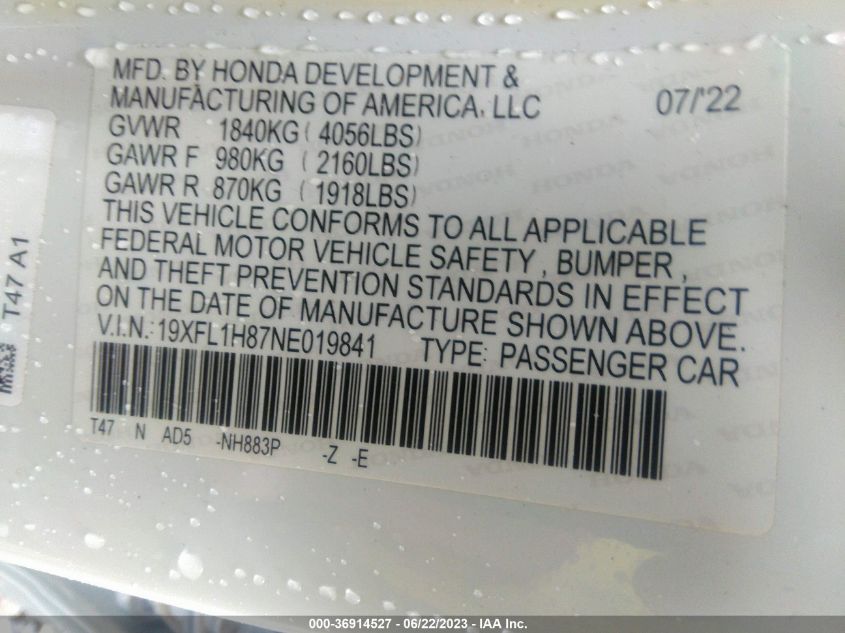 MFD. BY HONDA DEVELOPMENT &
MANUFACTURING OF AMERICA, LLC 07/'22
GVWR 1840KG ( 4056LBS)
GAWR F 980KG ( 2160LBS)
GAWR R 870KG ( 1918LBS)
THIS VEHICLE CONFORMS TO ALL APPLICABLE
FEDERAL MOTOR VEHICLE SAFETY , BUMPER ,
AND THEFT PREVENTION STANDARDS IN EFFECT
ON THE DATE OF MANUFACTURE SHOWN ABOVE.
V.I.N.: 19XFL1H87NE019841 TYPE: PASSENGER CAR
T47 N AD5 -NH883P -Z -E
T47 A1
000-36914527 - 06/22/2023 - IAA Inc.